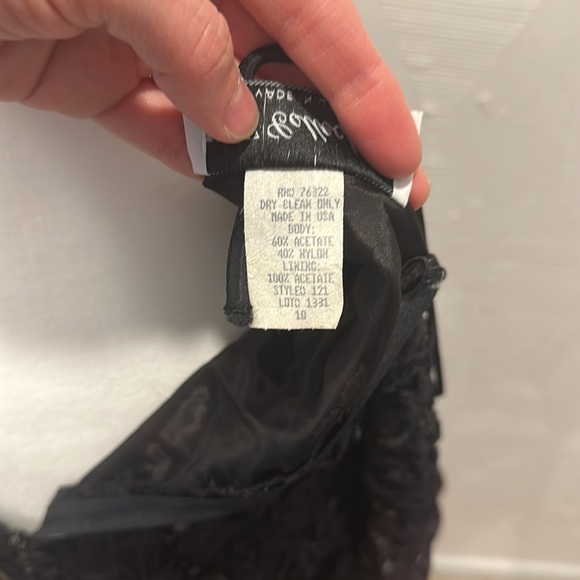 RN# 76322
DRY CLEAN ONLY
MADE IN USA
BODY:
60% ACETATE
40% NYLON
LINING:
100% ACETATE
STYLE# 121
LOT# 1331
10